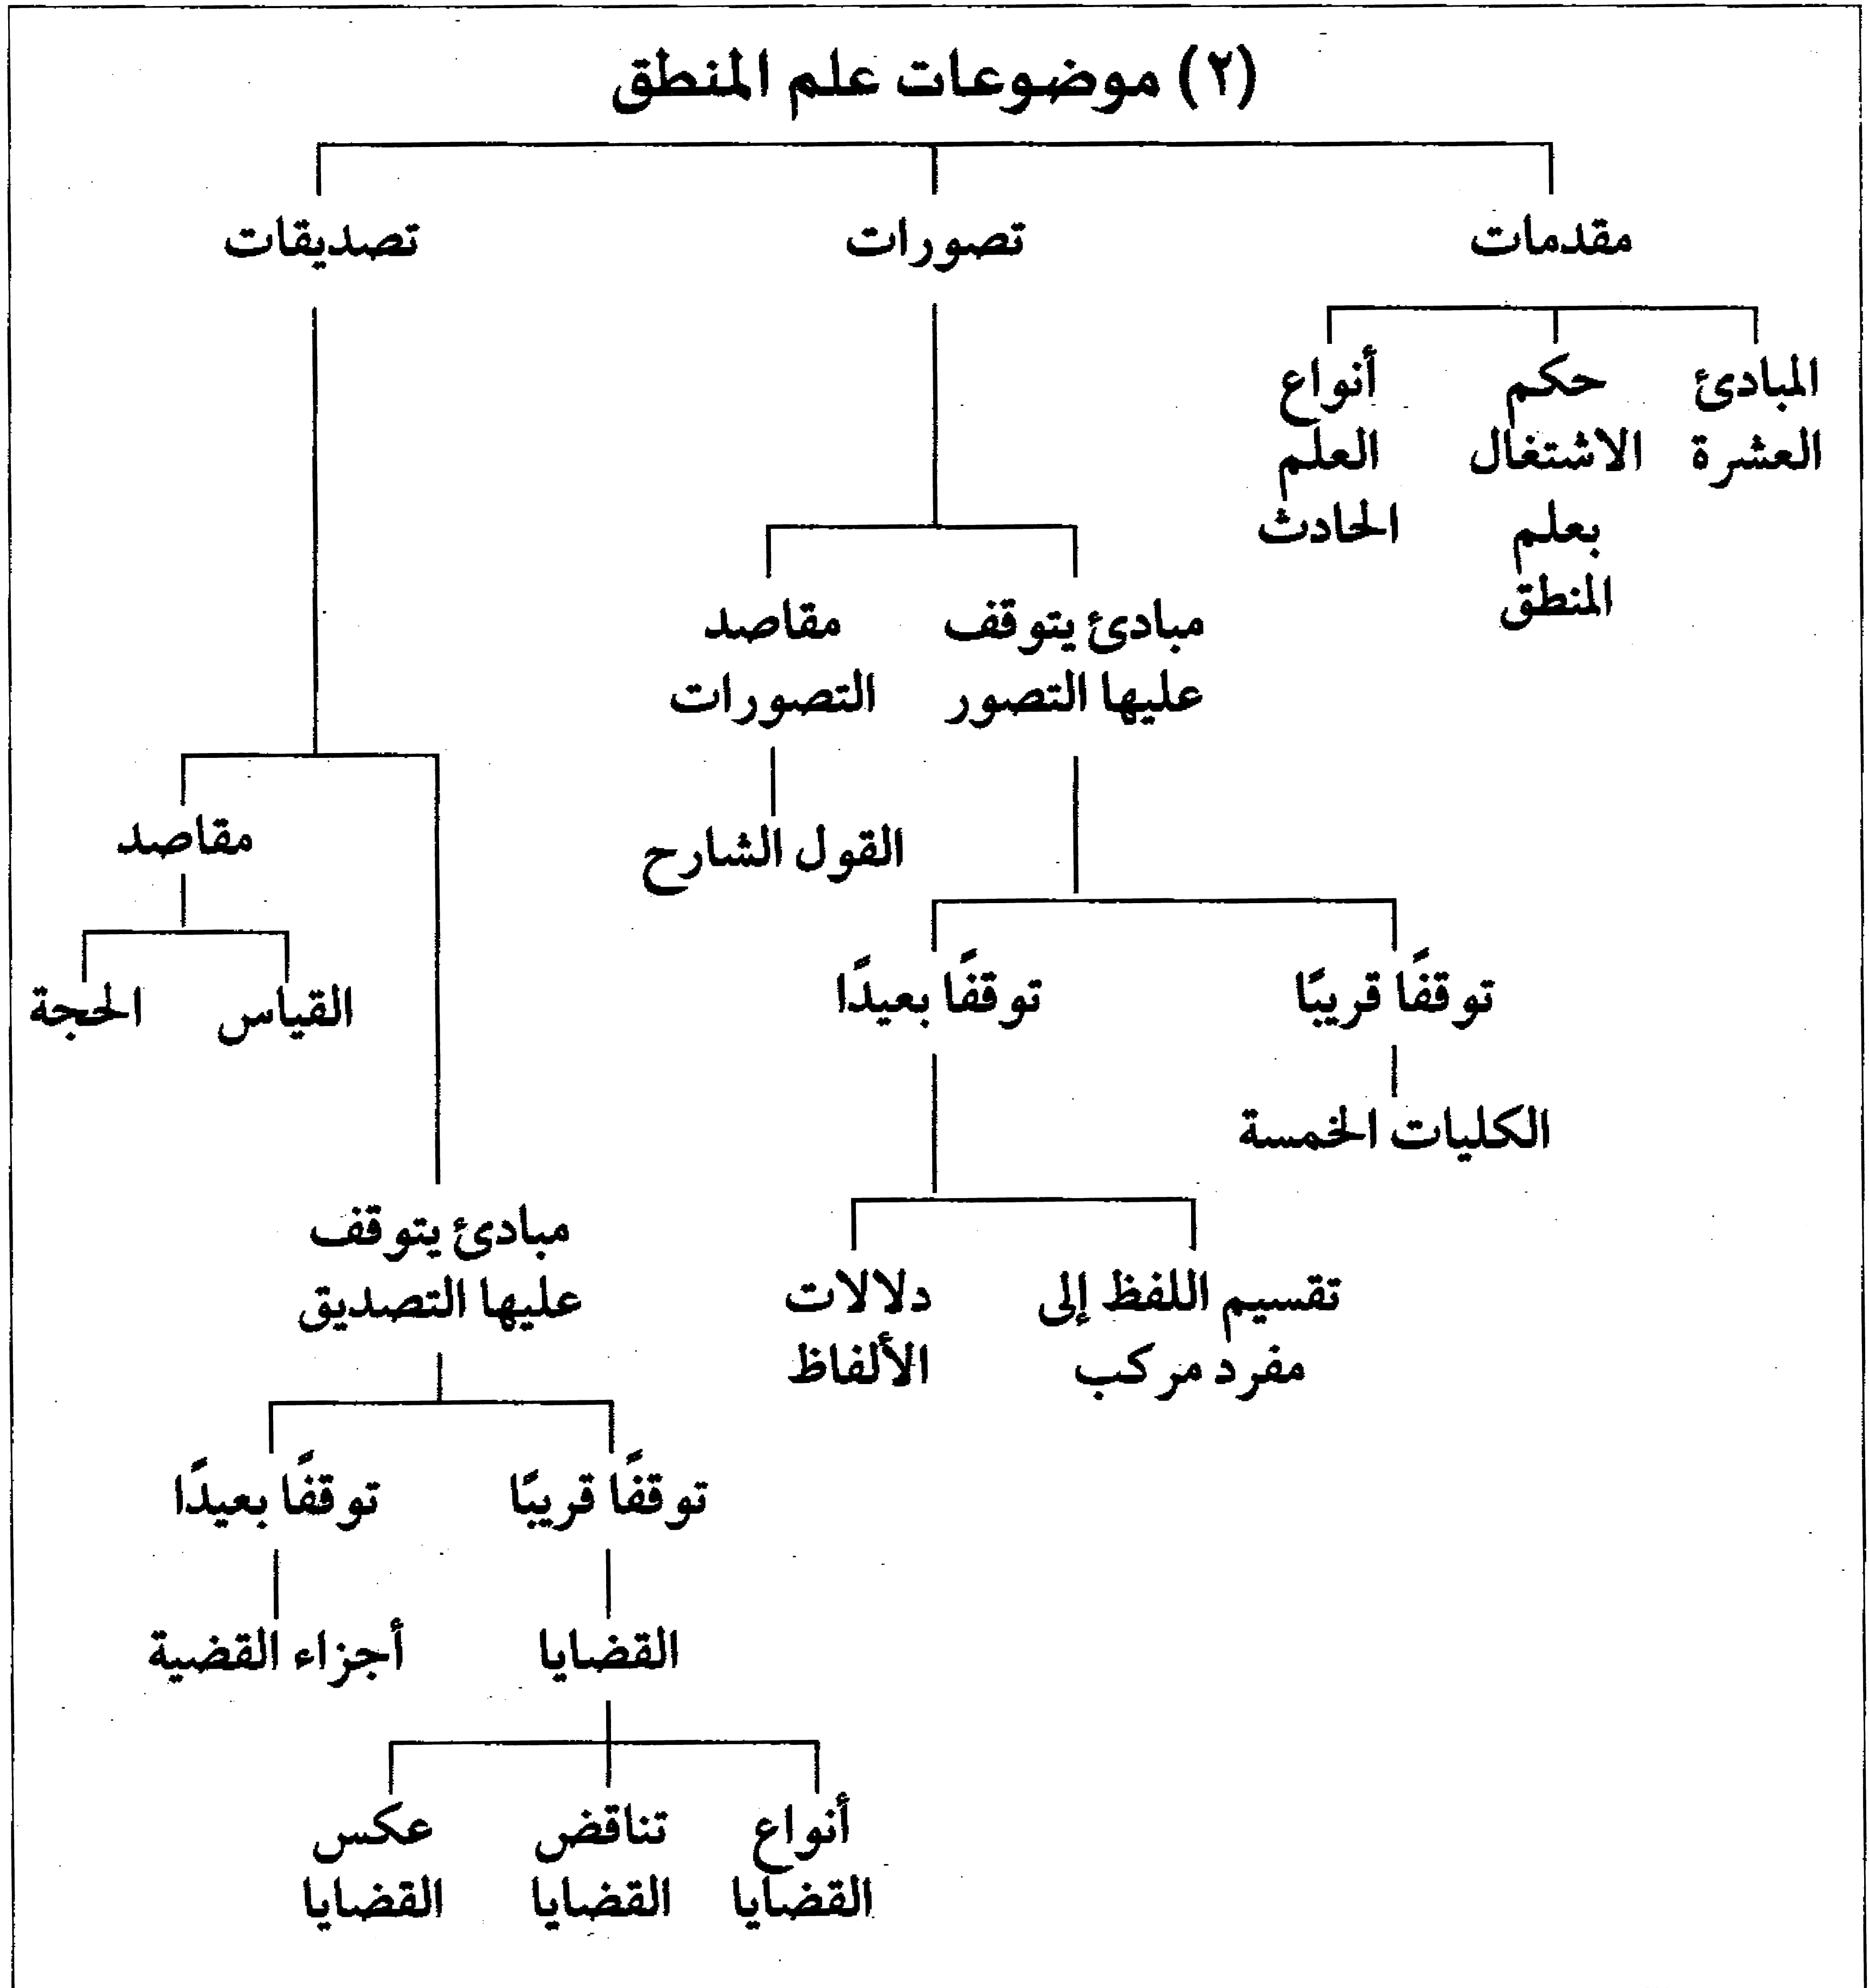 (٢) موضوعات علم المنطق
مقدمات
تصورات
تصديقات
المبادئ
العشرة
حكم
الاشتغال
بعلم
المنطق
أنواع
العلم
الحادث
مبادئ يتوقف
عليها التصور
مقاصد
التصورات
القول الشارح
توقفًا قريبًا
توقفًا بعيدًا
الكليات الخمسة
تقسيم اللفظ إلى
مفرد مركب
دلالات
الألفاظ
مقاصد
القياس
الحجة
مبادئ يتوقف
عليها التصديق
توقفًا قريبًا
توقفًا بعيدًا
القضايا
أجزاء القضية
أنواع
القضايا
تناقض
القضايا
عكس
القضايا